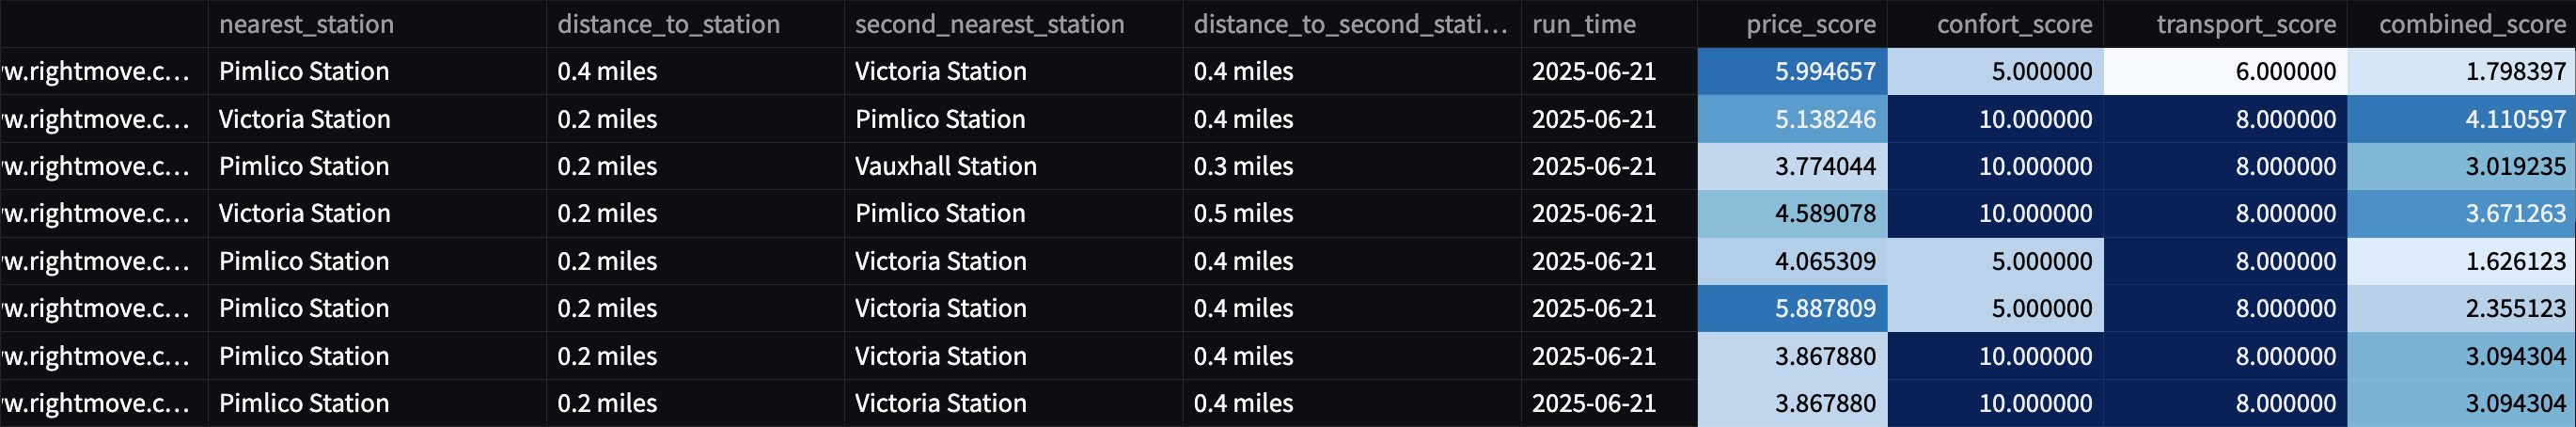 nearest_station distance_to_station second_nearest_station distance_to_second_stati… run_time price_score confort_score transport_score combined_score
w.rightmove.c… Pimlico Station 0.4 miles Victoria Station 0.4 miles 2025-06-21 5.994657 5.000000 6.000000 1.798397
w.rightmove.c… Victoria Station 0.2 miles Pimlico Station 0.4 miles 2025-06-21 5.138246 10.000000 8.000000 4.110597
w.rightmove.c… Pimlico Station 0.2 miles Vauxhall Station 0.3 miles 2025-06-21 3.774044 10.000000 8.000000 3.019235
w.rightmove.c… Victoria Station 0.2 miles Pimlico Station 0.5 miles 2025-06-21 4.589078 10.000000 8.000000 3.671263
w.rightmove.c… Pimlico Station 0.2 miles Victoria Station 0.4 miles 2025-06-21 4.065309 5.000000 8.000000 1.626123
w.rightmove.c… Pimlico Station 0.2 miles Victoria Station 0.4 miles 2025-06-21 5.887809 5.000000 8.000000 2.355123
w.rightmove.c… Pimlico Station 0.2 miles Victoria Station 0.4 miles 2025-06-21 3.867880 10.000000 8.000000 3.094304
w.rightmove.c… Pimlico Station 0.2 miles Victoria Station 0.4 miles 2025-06-21 3.867880 10.000000 8.000000 3.094304